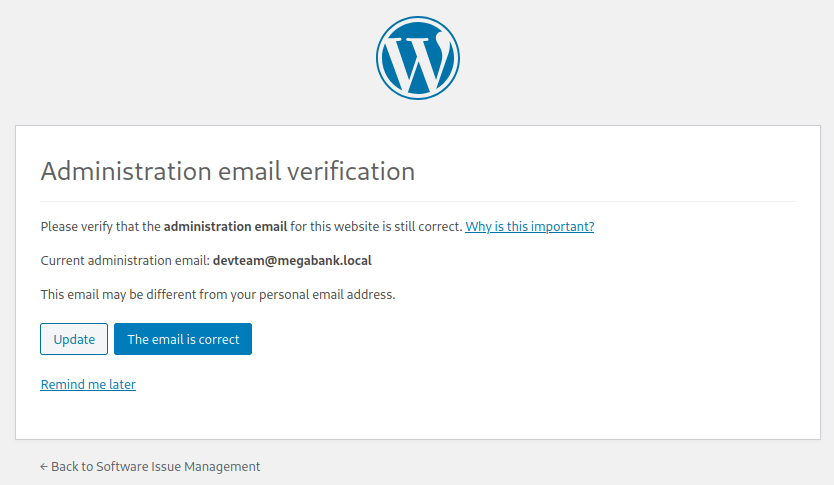 Administration email verification
Please verify that the administration email for this website is still correct. Why is this important?
Current administration email: devteam@megabank.local
This email may be different from your personal email address.
Update The email is correct
Remind me later
← Back to Software Issue Management